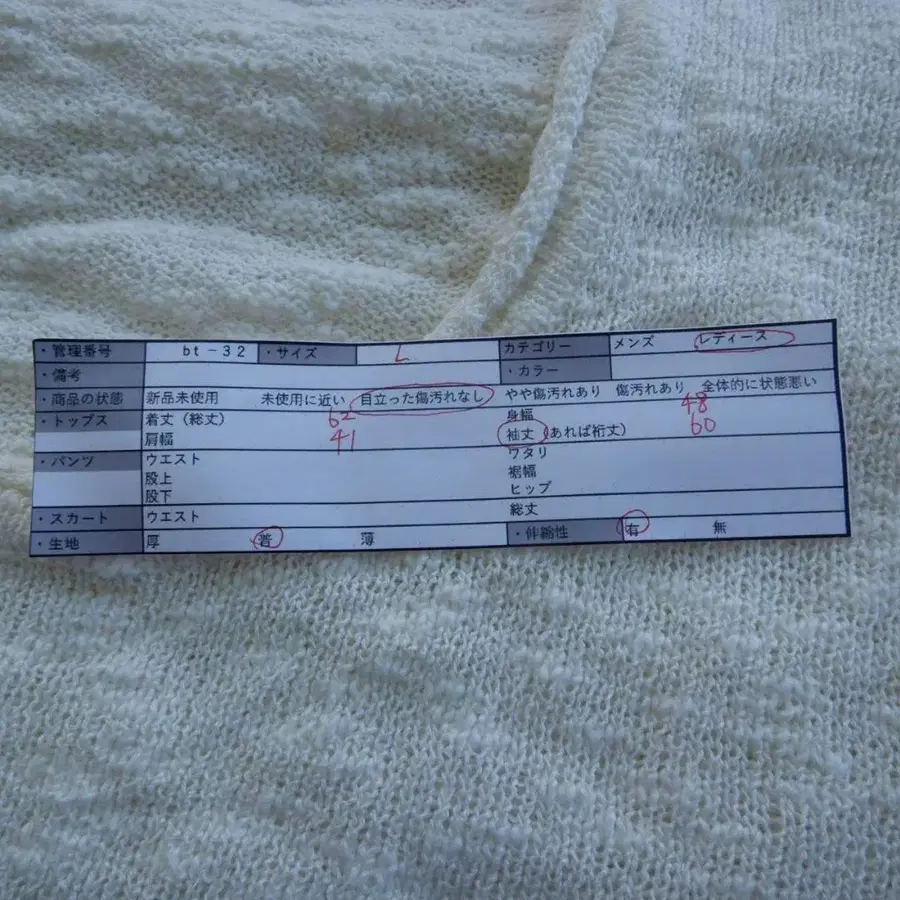 ・管理番号 bt-32 ・サイズ L カテゴリー メンズ レディース
・備考 ・カラー
・商品の状態 新品未使用 未使用に近い 目立った傷汚れなし やや傷汚れあり 傷汚れあり 全体的に状態悪い
・トップス 着丈(総丈) 62 身幅 48
肩幅 41 袖丈(あれば裄丈) 60
・パンツ ウエスト ワタリ
股上 裾幅
股下 ヒップ
・スカート ウエスト 総丈
・生地 厚 普 薄 ・伸縮性 有 無